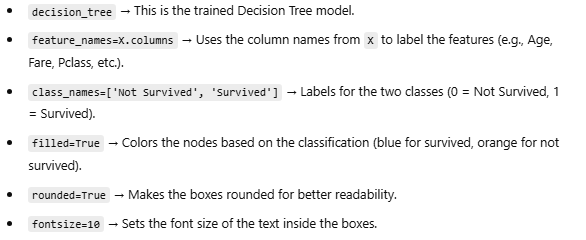 • decision_tree → This is the trained Decision Tree model.
• feature_names=X.columns → Uses the column names from X to label the features (e.g., Age,
Fare, Pclass, etc.).
• class_names=['Not Survived', 'Survived'] → Labels for the two classes (0 = Not Survived, 1
= Survived).
• filled=True → Colors the nodes based on the classification (blue for survived, orange for not
survived).
• rounded=True → Makes the boxes rounded for better readability.
• fontsize=10 → Sets the font size of the text inside the boxes.